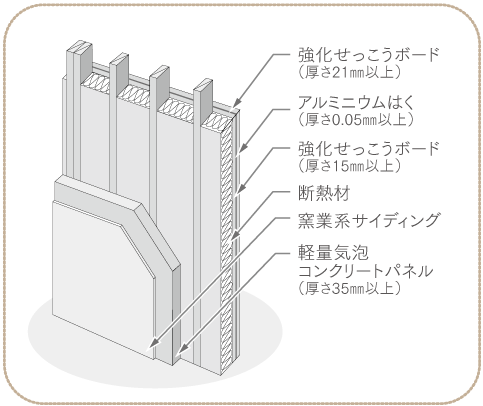 強化せっこうボード
（厚さ21㎜以上）
アルミニウムはく
（厚さ0.05㎜以上）
強化せっこうボード
（厚さ15㎜以上）
断熱材
窯業系サイディング
軽量気泡
コンクリートパネル
（厚さ35㎜以上）